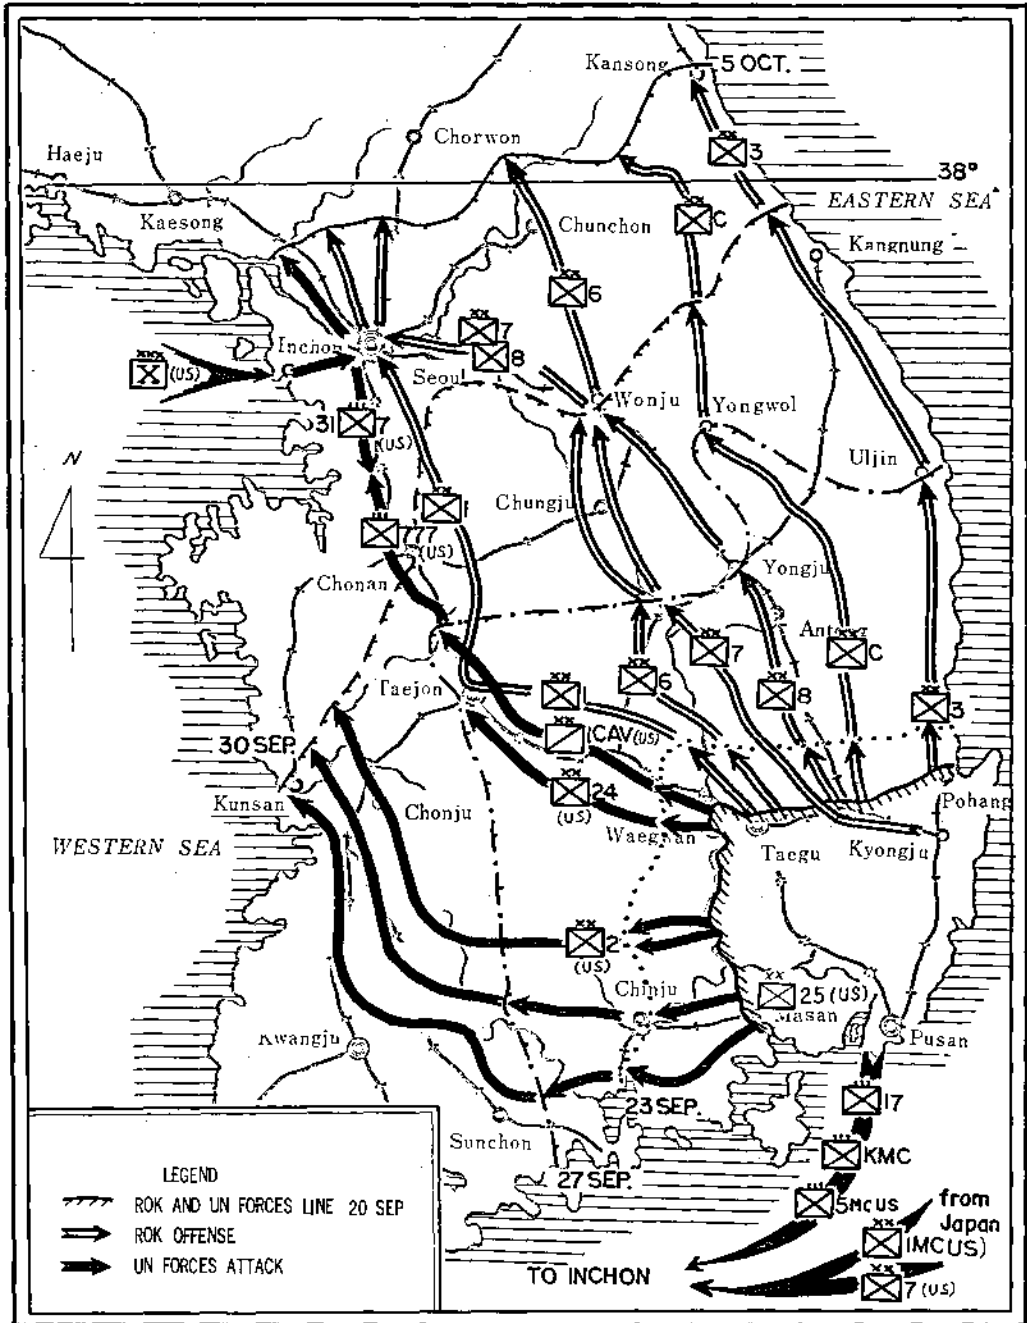 Kansong
5 OCT.
Chorwon
3
Haeju
38°
EASTERN SEA
Kaesong
C
Chunchon
Kangnung
6
7
Inchon
8
(US)
Seoul
Wonju
Yongwol
31
7
(US)
N
Uljin
Chungju
1
777
(US)
Chonan
Yongju
C
7
6
8
Taejon
1
3
30 SEP.
1CAV(US)
Kunsan
24
(US)
Pohang
Chonju
WESTERN SEA
Waegwan
Taegu
Kyongju
2
(US)
Chinju
25 (US)
Masan
Kwangju
Pusan
23 SEP.
17
Sunchon
KMC
27 SEP.
LEGEND
5MCUS
from
Japan
ROK AND UN FORCES LINE 20 SEP
ROK OFFENSE
1MCUS)
UN FORCES ATTACK
TO INCHON
7 (US)